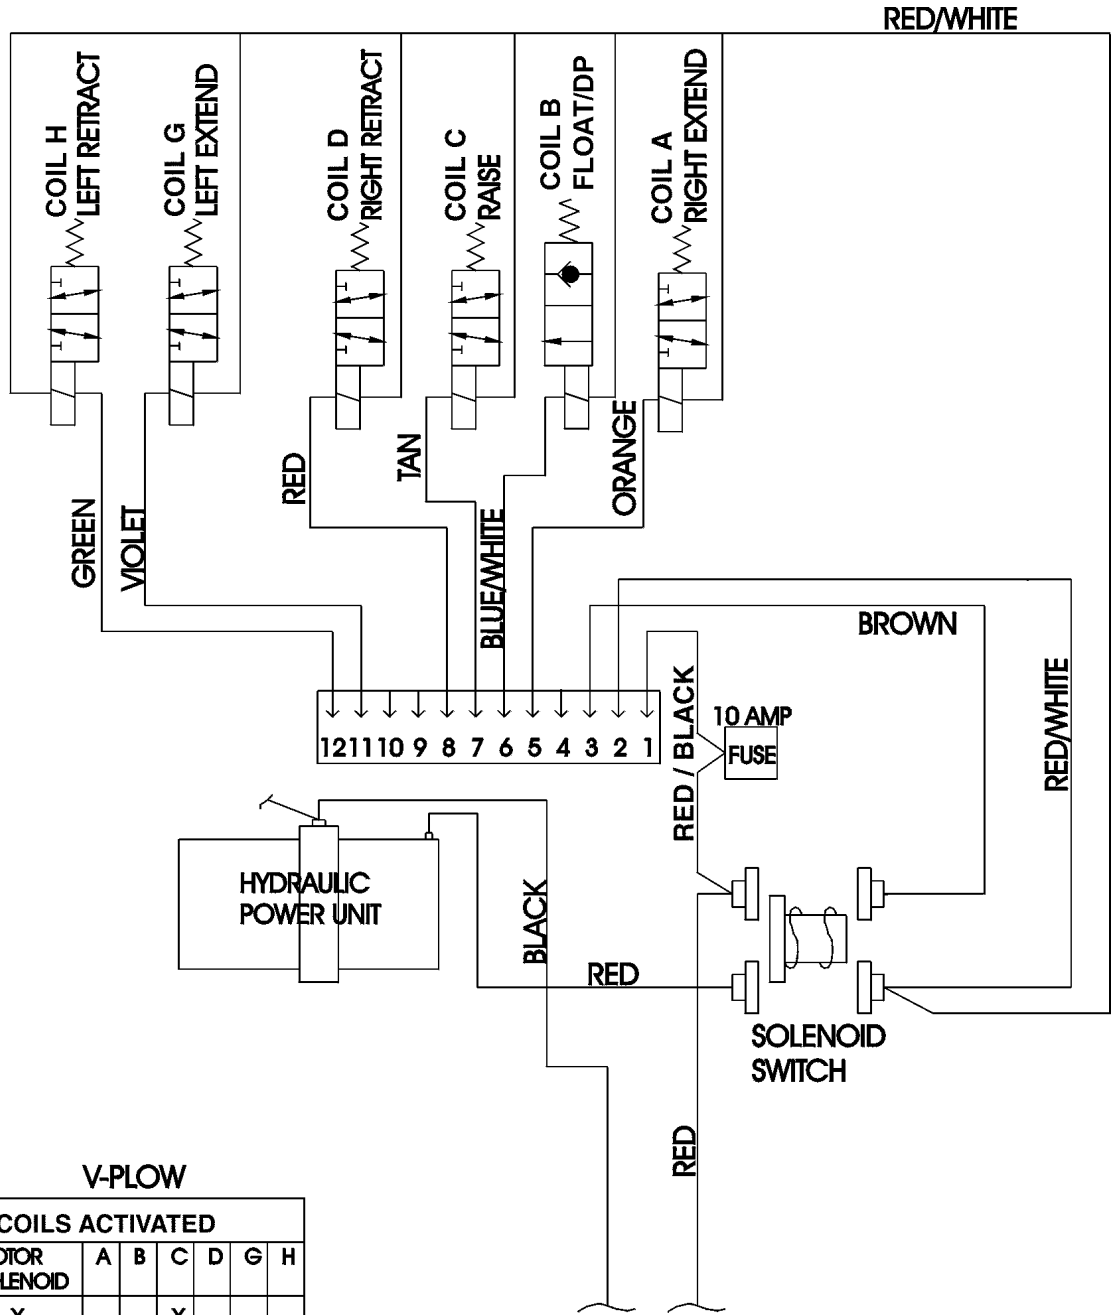 RED/WHITE
COIL H
LEFT RETRACT
COIL G
LEFT EXTEND
COIL D
RIGHT RETRACT
COIL C
RAISE
COIL B
FLOAT/DP
COIL A
RIGHT EXTEND
GREEN
VIOLET
RED
TAN
BLUE/WHITE
ORANGE
BROWN
RED/WHITE
RED / BLACK
10 AMP
FUSE
12 11 10 9 8 7 6 5 4 3 2 1
HYDRAULIC
POWER UNIT
BLACK
RED
SOLENOID
SWITCH
RED
V-PLOW
COILS ACTIVATED
OTOR
LENOID
A B C D G H
X X